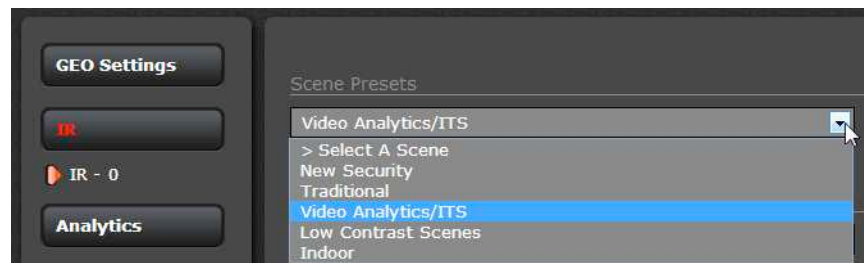 GEO Settings
IR
IR - 0
Analytics
Scene Presets
Video Analytics/ITS
> Select A Scene
New Security
Traditional
Video Analytics/ITS
Low Contrast Scenes
Indoor